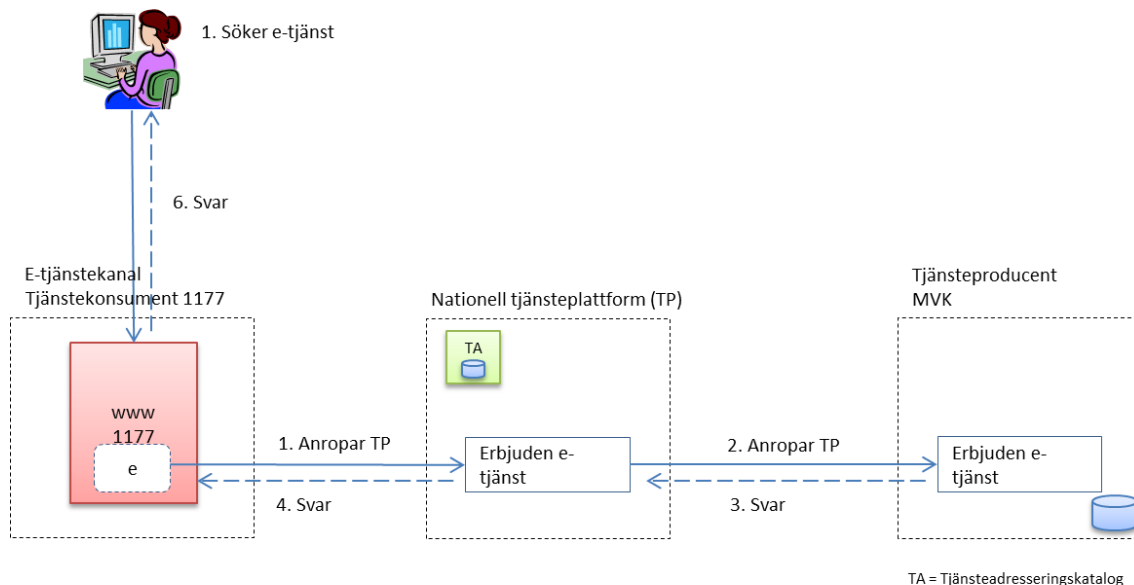 1. Söker e-tjänst
6. Svar
E-tjänstekanal
Tjänstekonsument 1177
Nationell tjänsteplattform (TP)
Tjänsteproducent
MVK
TA
www
1177
e
1. Anropar TP
4. Svar
Erbjuden e-
tjänst
2. Anropar TP
3. Svar
Erbjuden e-
tjänst
TA = Tjänsteadresseringskatalog